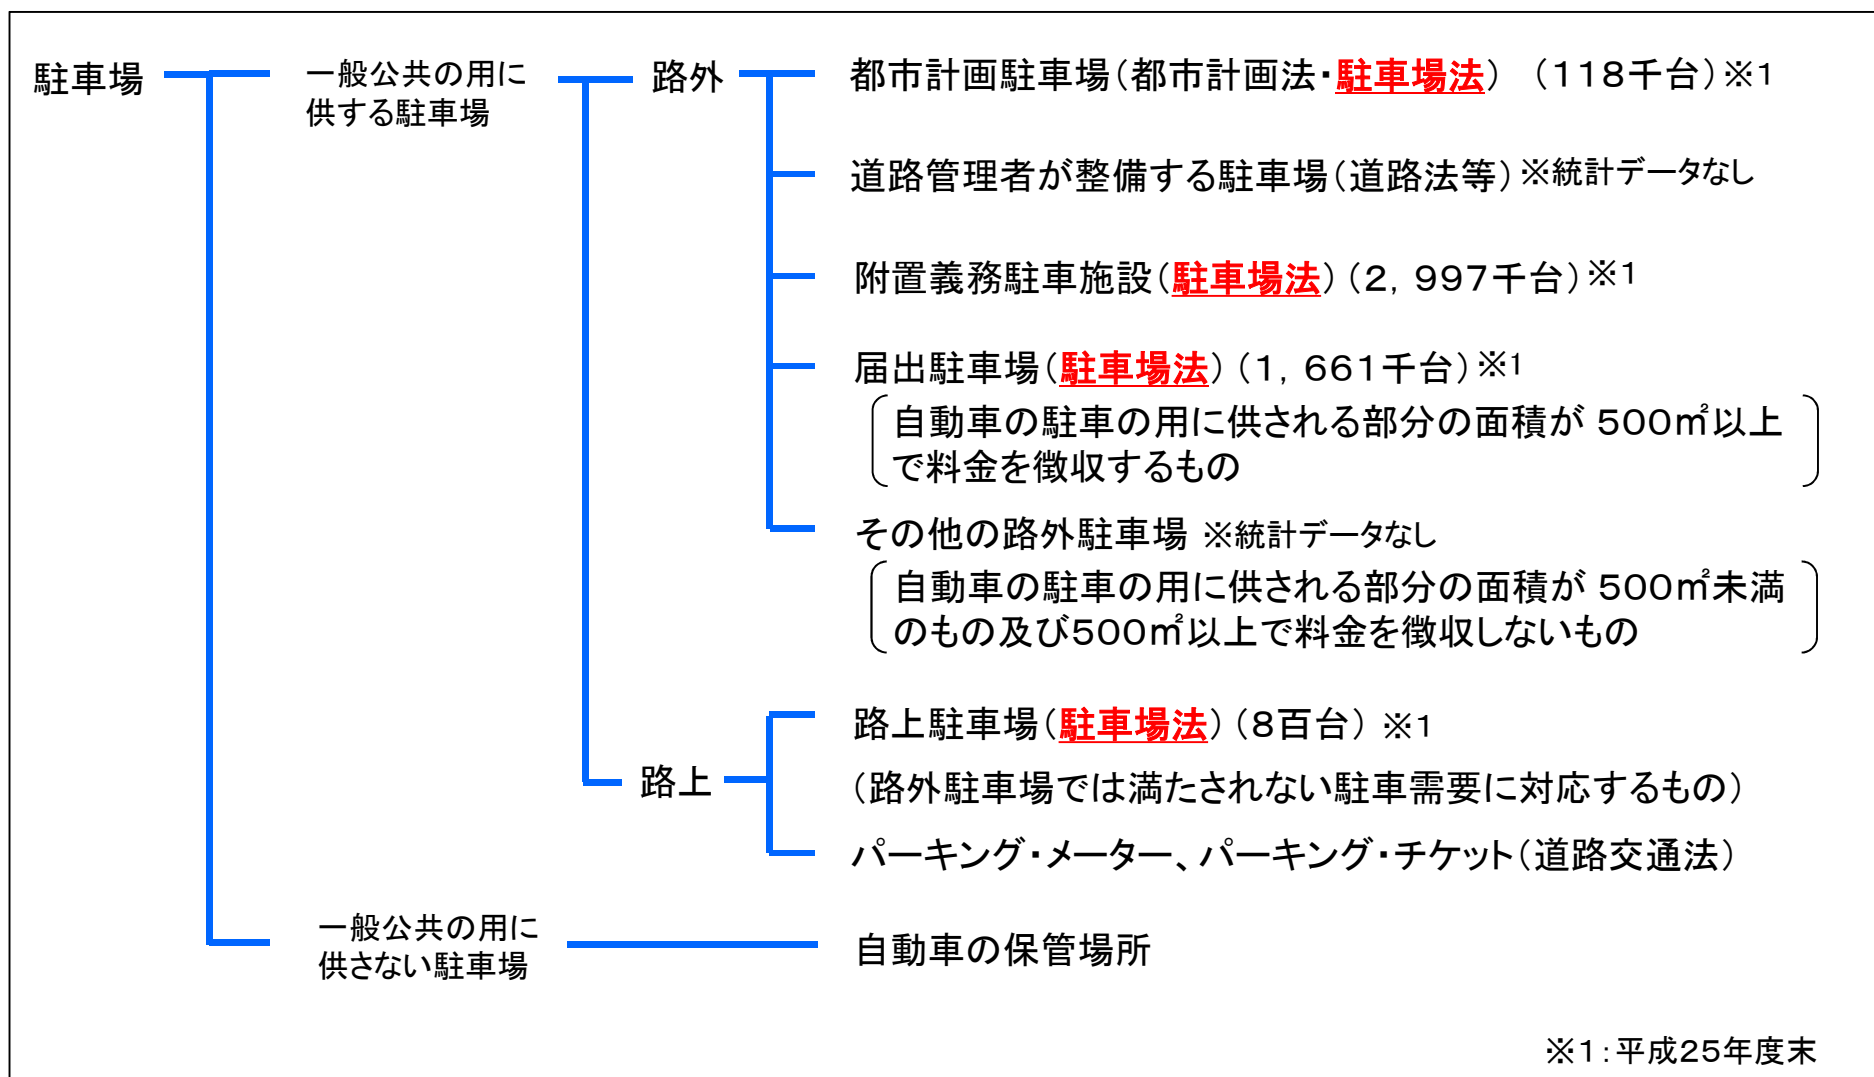 駐車場
一般公共の用に
供する駐車場
路外
都市計画駐車場(都市計画法・駐車場法) (118千台)※1
道路管理者が整備する駐車場(道路法等)※統計データなし
附置義務駐車施設(駐車場法)(2,997千台)※1
届出駐車場(駐車場法)(1,661千台)※1
自動車の駐車の用に供される部分の面積が 500㎡以上
で料金を徴収するもの
その他の路外駐車場 ※統計データなし
自動車の駐車の用に供される部分の面積が 500㎡未満
のもの及び500㎡以上で料金を徴収しないもの
路上
路上駐車場(駐車場法)(8百台) ※1
(路外駐車場では満たされない駐車需要に対応するもの)
パーキング・メーター、パーキング・チケット(道路交通法)
一般公共の用に
供さない駐車場
自動車の保管場所
※1:平成25年度末